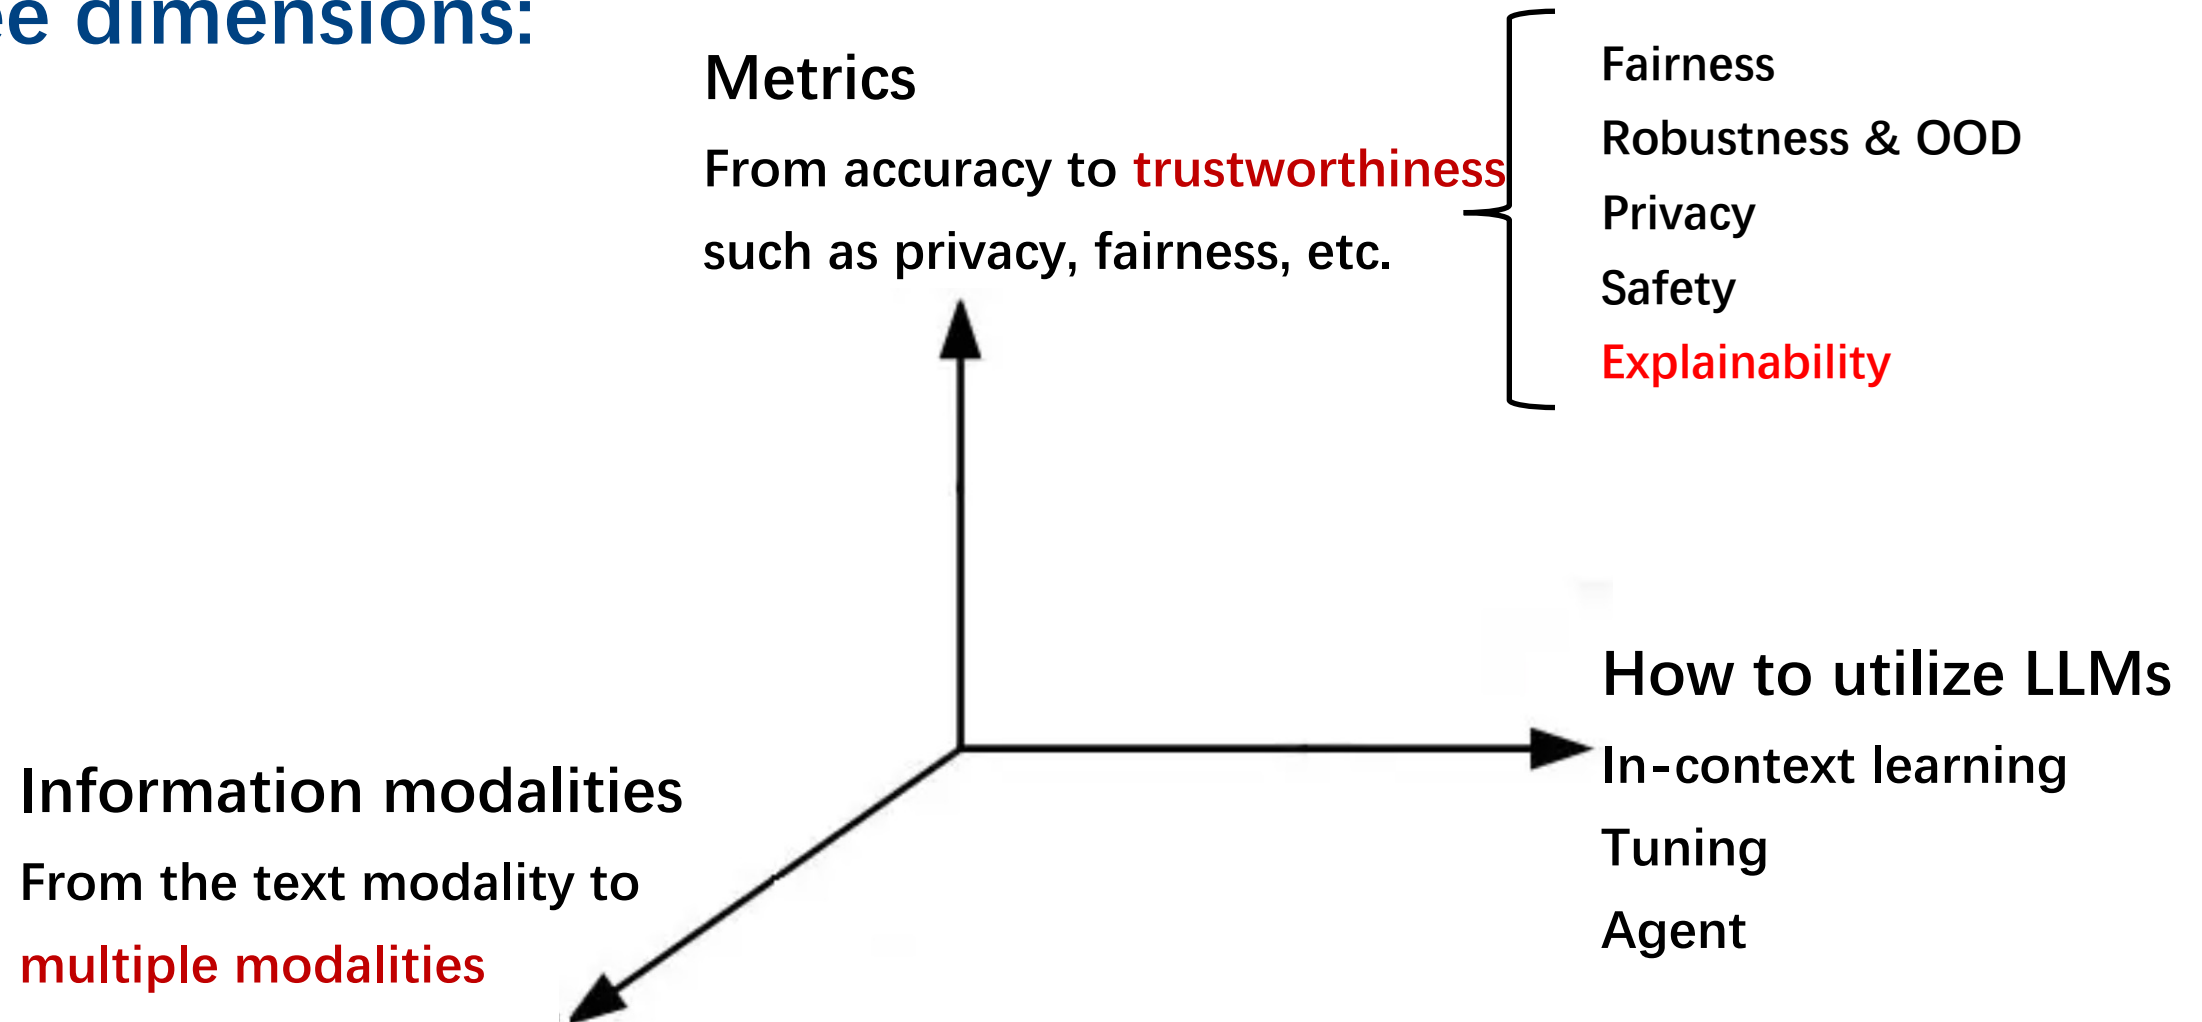 dimensions:
Metrics
From accuracy to trustworthiness
such as privacy, fairness, etc.
Fairness
Robustness & OOD
Privacy
Safety
Explainability
How to utilize LLMs
In-context learning
Tuning
Agent
Information modalities
From the text modality to
multiple modalities